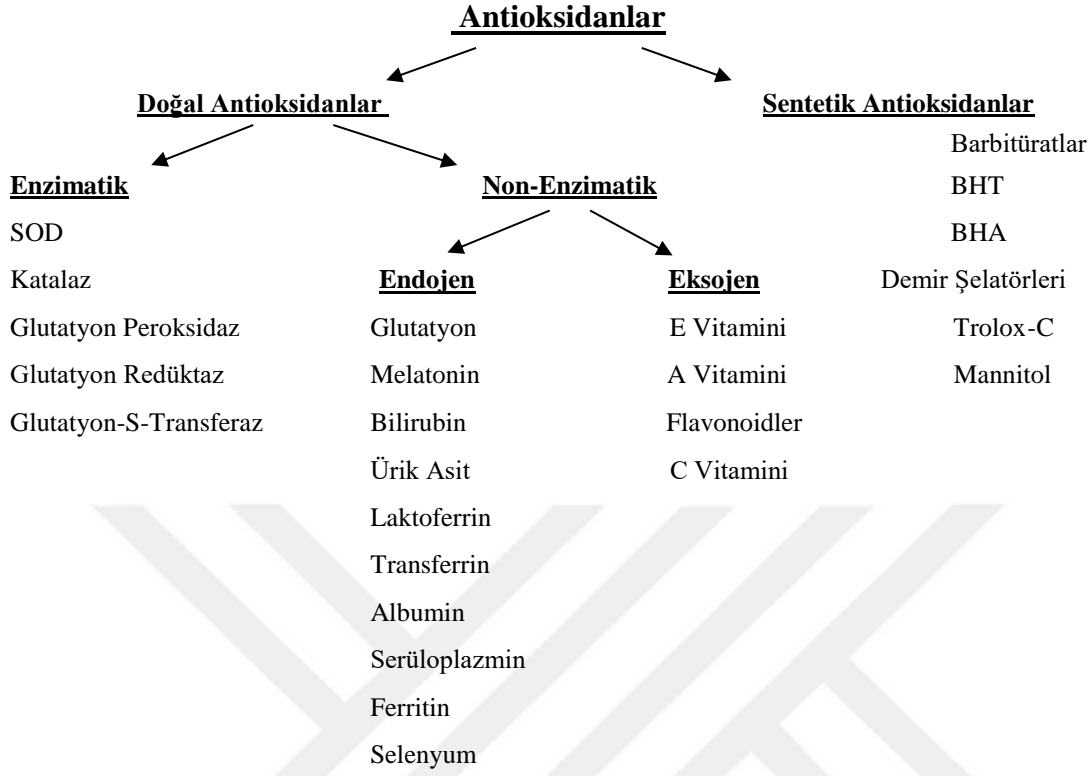 Antioksidanlar
Doğal Antioksidanlar
Sentetik Antioksidanlar
Barbitüratlar
BHT
BHA
Demir Şelatörleri
Trolox-C
Mannitol
Enzimatik
SOD
Katalaz
Glutatyon Peroksidaz
Glutatyon Redüktaz
Glutatyon-S-Transferaz
Non-Enzimatik
Endojen
Glutatyon
Melatonin
Bilirubin
Ürik Asit
Laktoferrin
Transferrin
Albumin
Serüloplazmin
Ferritin
Selenyum
Eksojen
E Vitamini
A Vitamini
Flavonoidler
C Vitamini